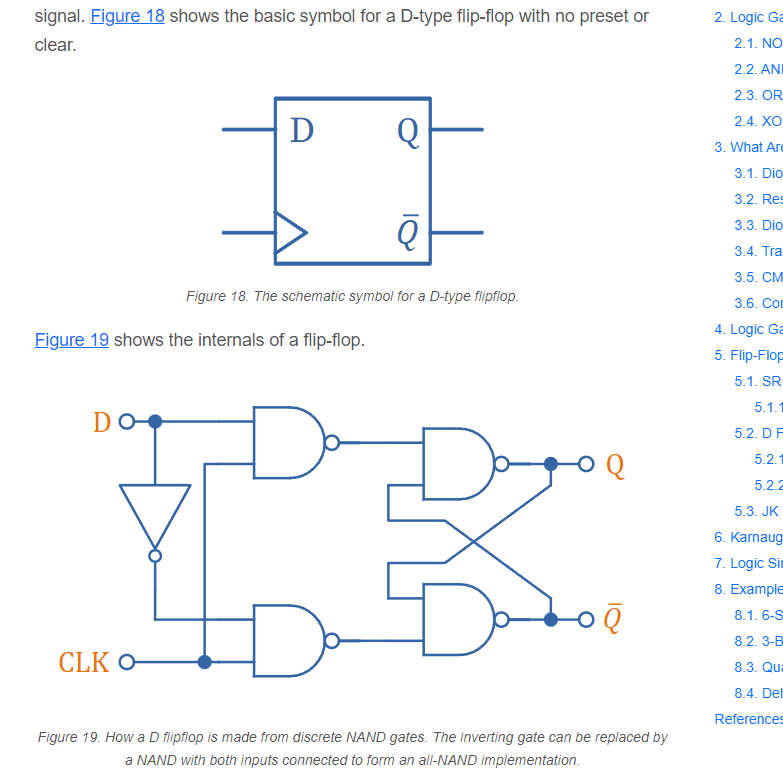 signal. Figure 18 shows the basic symbol for a D-type flip-flop with no preset or
clear.
D Q
Q̅
Figure 18. The schematic symbol for a D-type flipflop.
Figure 19 shows the internals of a flip-flop.
D
Q
Q̅
CLK
Figure 19. How a D flipflop is made from discrete NAND gates. The inverting gate can be replaced by
a NAND with both inputs connected to form an all-NAND implementation.
2. Logic Ga
2.1. NO
2.2. AN
2.3. OR
2.4. XO
3. What Are
3.1. Dio
3.2. Res
3.3. Dio
3.4. Tra
3.5. CM
3.6. Cor
4. Logic Ga
5. Flip-Flop
5.1. SR
5.1.1
5.2. D F
5.2.1
5.2.2
5.3. JK
6. Karnaug
7. Logic Sir
8. Example
8.1. 6-S
8.2. 3-B
8.3. Qua
8.4. Del
References